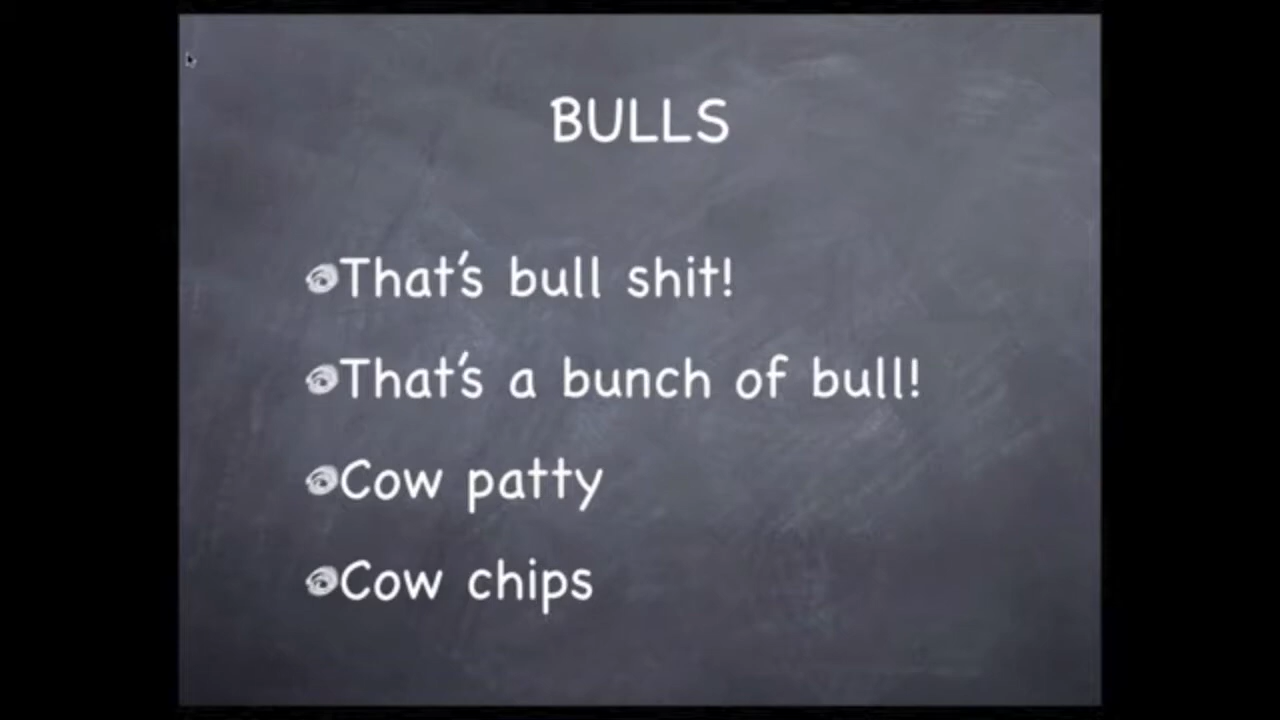 BULLS
That's bull shit!
That's a bunch of bull!
Cow patty
Cow chips